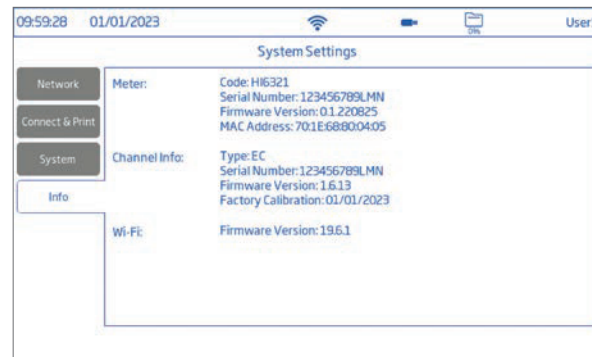 09:59:28 01/01/2023 0% User
System Settings
Network
Connect & Print
System
Info
Meter:
Code: HI6321
Serial Number: 123456789LMN
Firmware Version: 0.1.220825
MAC Address: 70:1E:68:80:04:05
Channel Info:
Type: EC
Serial Number: 123456789LMN
Firmware Version: 1.6.13
Factory Calibration: 01/01/2023
Wi-Fi:
Firmware Version: 19.6.1